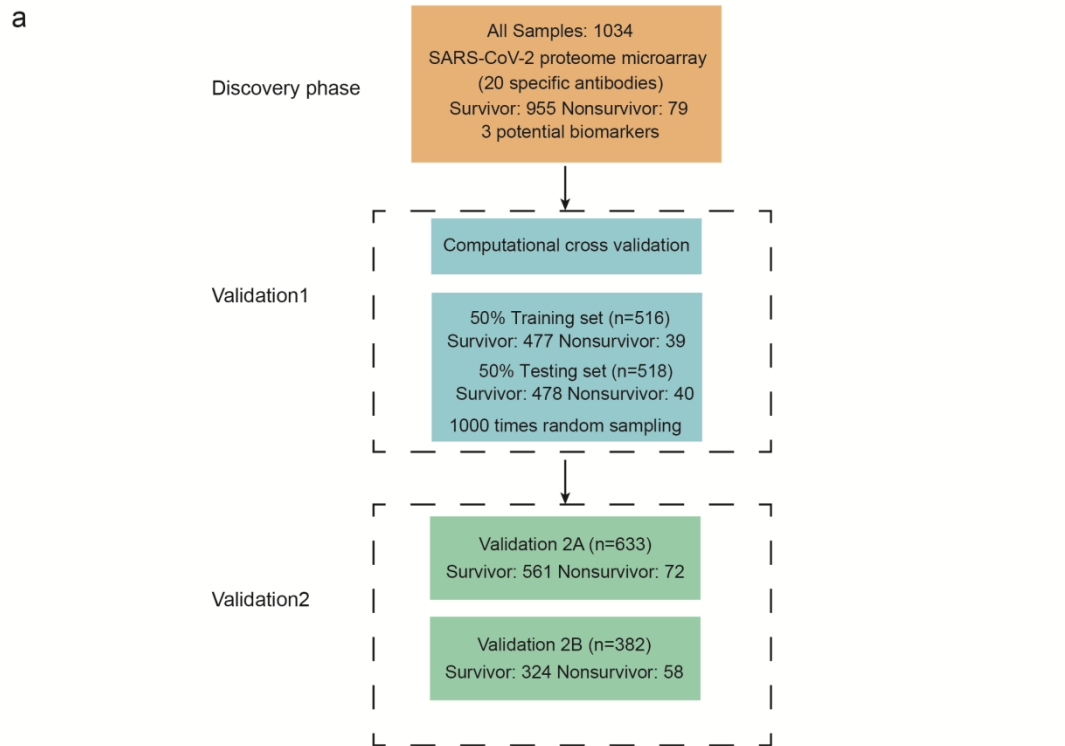 a
All Samples: 1034
SARS-CoV-2 proteome microarray
Discovery phase
(20 specific antibodies)
Survivor: 955 Nonsurvivor: 79
3 potential biomarkers
Computational cross validation
Validation1
50% Training set (n=516)
Survivor: 477 Nonsurvivor: 39
50% Testing set (n=518)
Survivor: 478 Nonsurvivor: 40
1000 times random sampling
Validation 2A (n=633)
Survivor: 561 Nonsurvivor: 72
Validation2
Validation 2B (n=382)
Survivor: 324 Nonsurvivor: 58